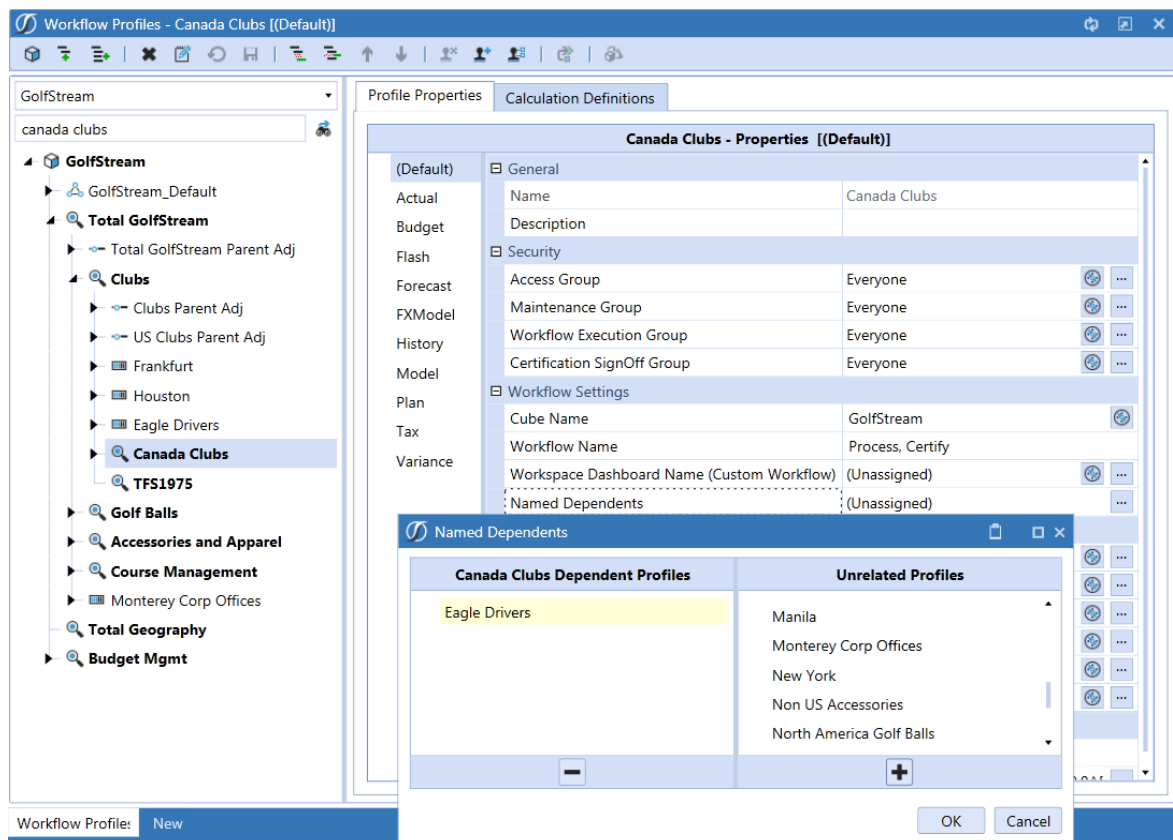 Workflow Profiles - Canada Clubs [(Default)]
GolfStream
canada clubs
GolfStream
GolfStream_Default
Total GolfStream
Total GolfStream Parent Adj
Clubs
Clubs Parent Adj
US Clubs Parent Adj
Frankfurt
Houston
Eagle Drivers
Canada Clubs
TFS1975
Golf Balls
Accessories and Apparel
Course Management
Monterey Corp Offices
Total Geography
Budget Mgmt
Profile Properties
Calculation Definitions
Canada Clubs - Properties [(Default)]
(Default)
Actual
Budget
Flash
Forecast
FXModel
History
Model
Plan
Tax
Variance
General
Name Canada Clubs
Description
Security
Access Group Everyone
Maintenance Group Everyone
Workflow Execution Group Everyone
Certification SignOff Group Everyone
Workflow Settings
Cube Name GolfStream
Workflow Name Process, Certify
Workspace Dashboard Name (Custom Workflow) (Unassigned)
Named Dependents (Unassigned)
Named Dependents
Canada Clubs Dependent Profiles
Eagle Drivers
Unrelated Profiles
Manila
Monterey Corp Offices
New York
Non US Accessories
North America Golf Balls
OK Cancel
Workflow Profiles New